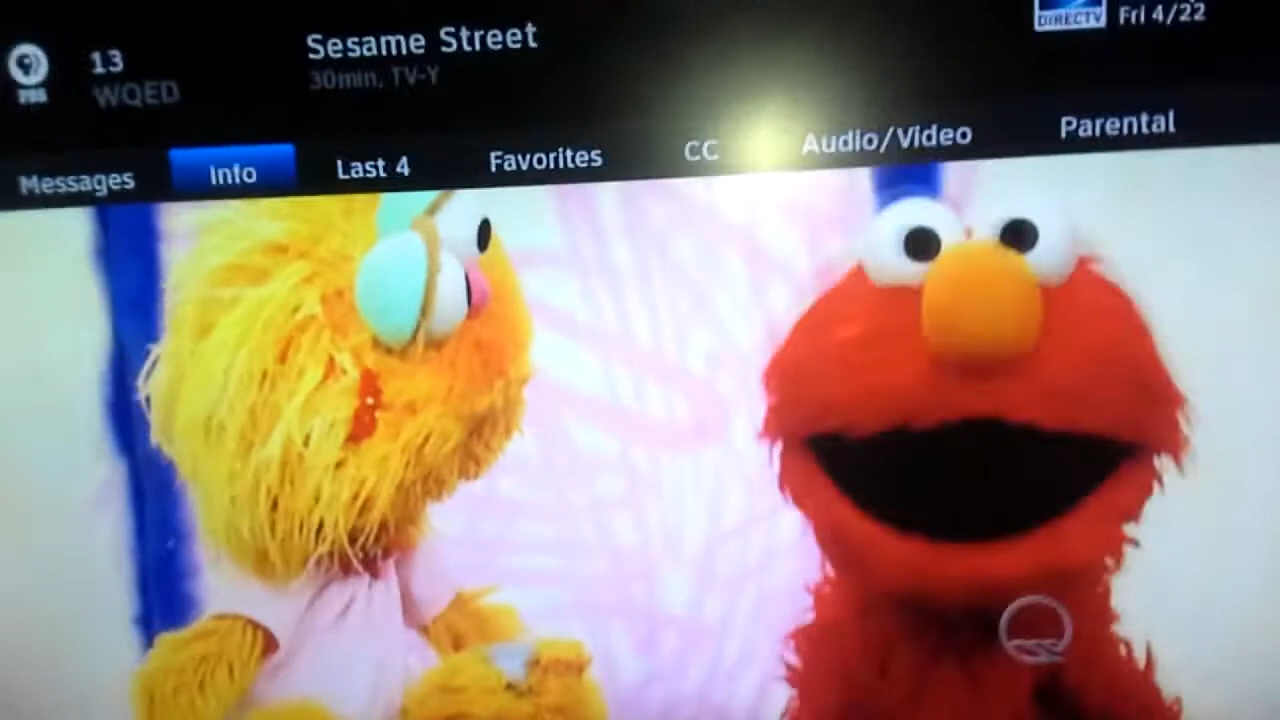 13
WQED
PBS
Sesame Street
30min, TV-Y
DIRECTV
Fri 4/22
Messages
Info
Last 4
Favorites
CC
Audio/Video
Parental